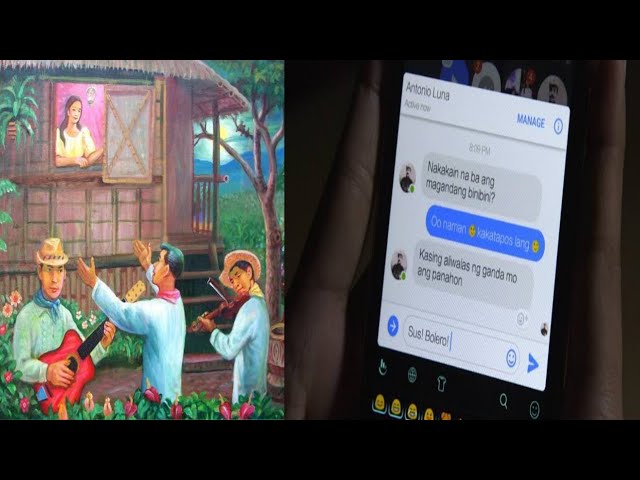 Antonio Luna
Active now
MANAGE
8:09 PM
Nakakain na ba ang
magandang binibini?
Oo naman 🙂 kakatapos lang 🙂
Kasing aliwalas ng ganda mo
ang panahon
Sus! Bolero!